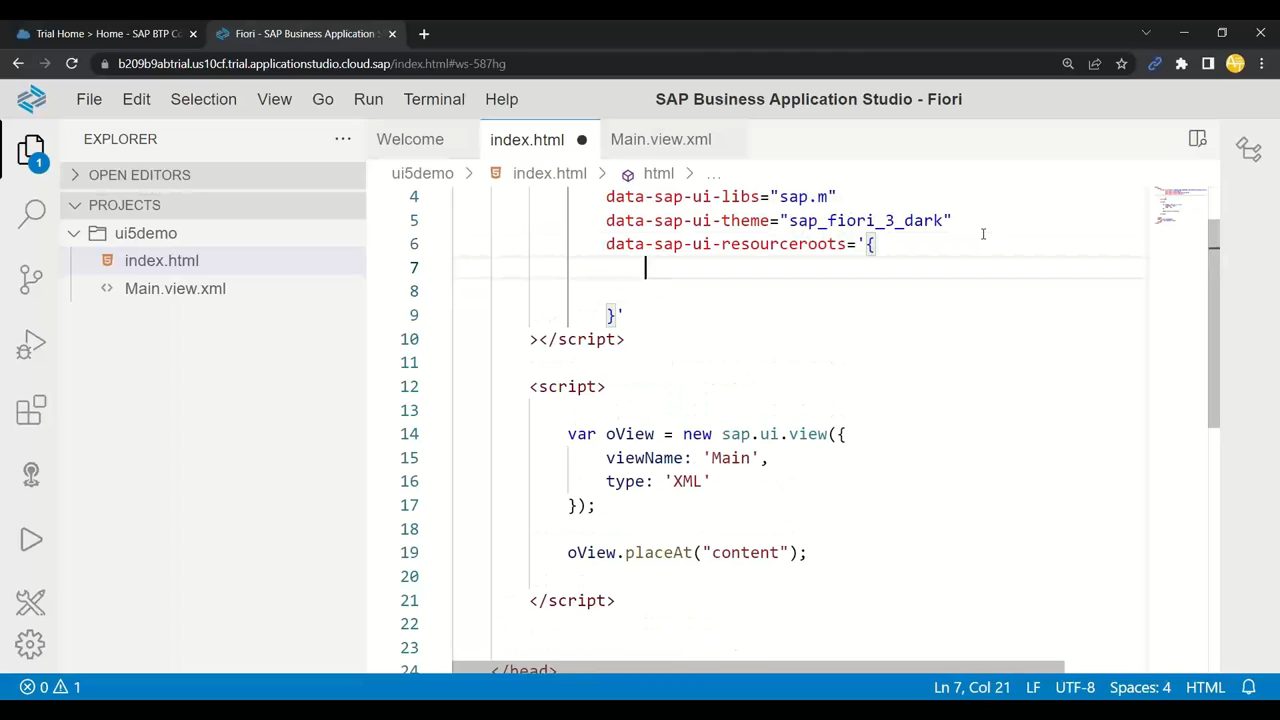 Trial Home > Home - SAP BTP Co
Fiori - SAP Business Application
b209b9abtrial.us10cf.trial.applicationstudio.cloud.sap/index.html#ws-587hg
File Edit Selection View Go Run Terminal Help
SAP Business Application Studio - Fiori
EXPLORER
Welcome
index.html
Main.view.xml
1
OPEN EDITORS
ui5demo > index.html > html > ...
PROJECTS
ui5demo
index.html
Main.view.xml
4 data-sap-ui-libs="sap.m"
5 data-sap-ui-theme="sap_fiori_3_dark"
6 data-sap-ui-resourceroots='{
7
8
9 }'
10 ></script>
11
12 <script>
13
14 var oView = new sap.ui.view({
15 viewName: 'Main',
16 type: 'XML'
17 });
18
19 oView.placeAt("content");
20
21 </script>
22
23
24 </head>
0 1
Ln 7, Col 21 LF UTF-8 Spaces: 4 HTML